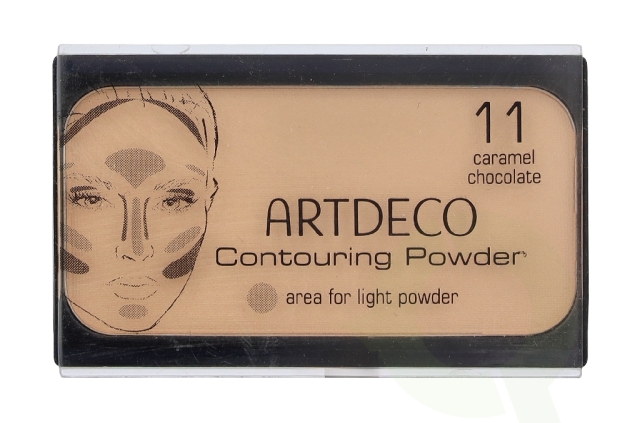 11
caramel
chocolate
ARTDECO
Contouring Powder
area for light powder